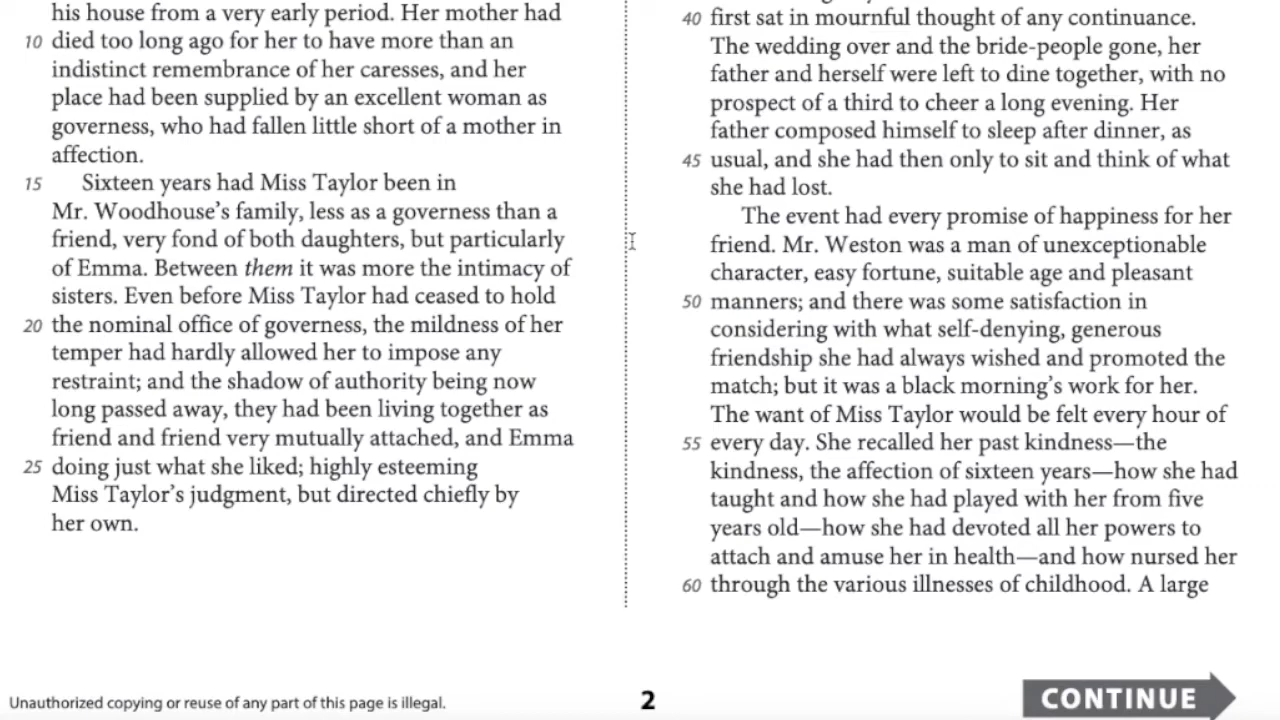 his house from a very early period. Her mother had
10 died too long ago for her to have more than an
indistinct remembrance of her caresses, and her
place had been supplied by an excellent woman as
governess, who had fallen little short of a mother in
affection.
15 Sixteen years had Miss Taylor been in
Mr. Woodhouse’s family, less as a governess than a
friend, very fond of both daughters, but particularly
of Emma. Between them it was more the intimacy of
sisters. Even before Miss Taylor had ceased to hold
20 the nominal office of governess, the mildness of her
temper had hardly allowed her to impose any
restraint; and the shadow of authority being now
long passed away, they had been living together as
friend and friend very mutually attached, and Emma
25 doing just what she liked; highly esteeming
Miss Taylor’s judgment, but directed chiefly by
her own.
40 first sat in mournful thought of any continuance.
The wedding over and the bride-people gone, her
father and herself were left to dine together, with no
prospect of a third to cheer a long evening. Her
father composed himself to sleep after dinner, as
45 usual, and she had then only to sit and think of what
she had lost.
The event had every promise of happiness for her
friend. Mr. Weston was a man of unexceptionable
character, easy fortune, suitable age and pleasant
50 manners; and there was some satisfaction in
considering with what self-denying, generous
friendship she had always wished and promoted the
match; but it was a black morning’s work for her.
The want of Miss Taylor would be felt every hour of
55 every day. She recalled her past kindness—the
kindness, the affection of sixteen years—how she had
taught and how she had played with her from five
years old—how she had devoted all her powers to
attach and amuse her in health—and how nursed her
60 through the various illnesses of childhood. A large
Unauthorized copying or reuse of any part of this page is illegal.
2
CONTINUE